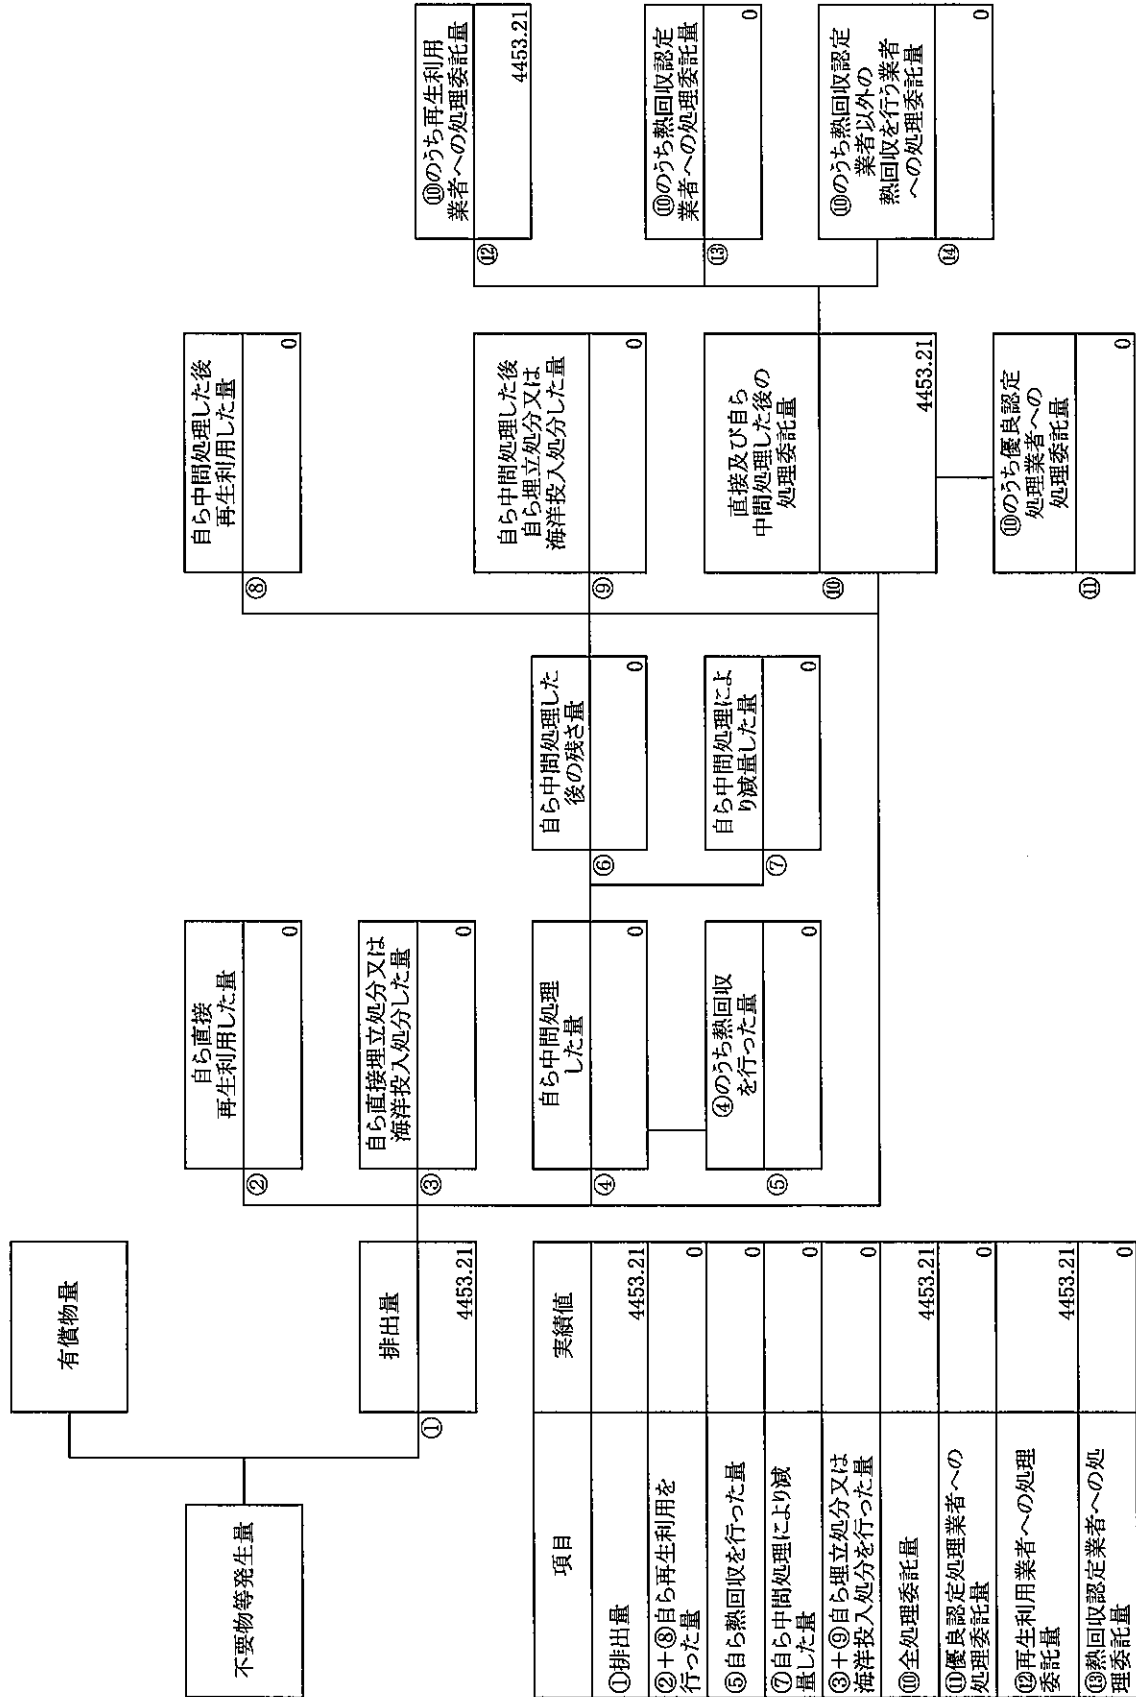 不要物等発生量
有償物量
①
排出量
4453.21
②
自ら直接
再生利用した量
0
③
自ら直接埋立処分又は
海洋投入処分した量
0
④
自ら中間処理
した量
0
⑤
④のうち熱回収
を行った量
0
⑥
自ら中間処理した
後の残さ量
0
⑦
自ら中間処理によ
り減量した量
0
⑧
自ら中間処理した後
再生利用した量
0
⑨
自ら中間処理した後
自ら埋立処分又は
海洋投入処分した量
0
⑩
直接及び自ら
中間処理した後の
処理委託量
4453.21
⑪
⑩のうち優良認定
処理業者への
処理委託量
0
⑫
⑩のうち再生利用
業者への処理委託量
4453.21
⑬
⑩のうち熱回収認定
業者への処理委託量
0
⑭
⑩のうち熱回収認定
業者以外の
熱回収を行う業者
への処理委託量
0
項目 実績値
①排出量 4453.21
②+⑧自ら再生利用を
行った量 0
⑤自ら熱回収を行った量 0
⑦自ら中間処理により減
量した量 0
③+⑨自ら埋立処分又は
海洋投入処分を行った量 0
⑩全処理委託量 4453.21
⑪優良認定処理業者への
処理委託量 0
⑫再生利用業者への処理
委託量 4453.21
⑬熱回収認定業者への処
理委託量 0